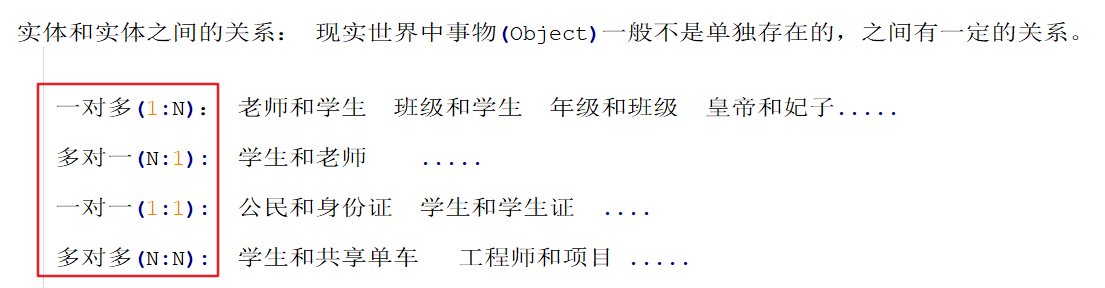 实体和实体之间的关系： 现实世界中事物(Object)一般不是单独存在的，之间有一定的关系。
一对多(1:N)： 老师和学生 班级和学生 年级和班级 皇帝和妃子.....
多对一(N:1)： 学生和老师 .....
一对一(1:1)： 公民和身份证 学生和学生证 ....
多对多(N:N)： 学生和共享单车 工程师和项目 .....